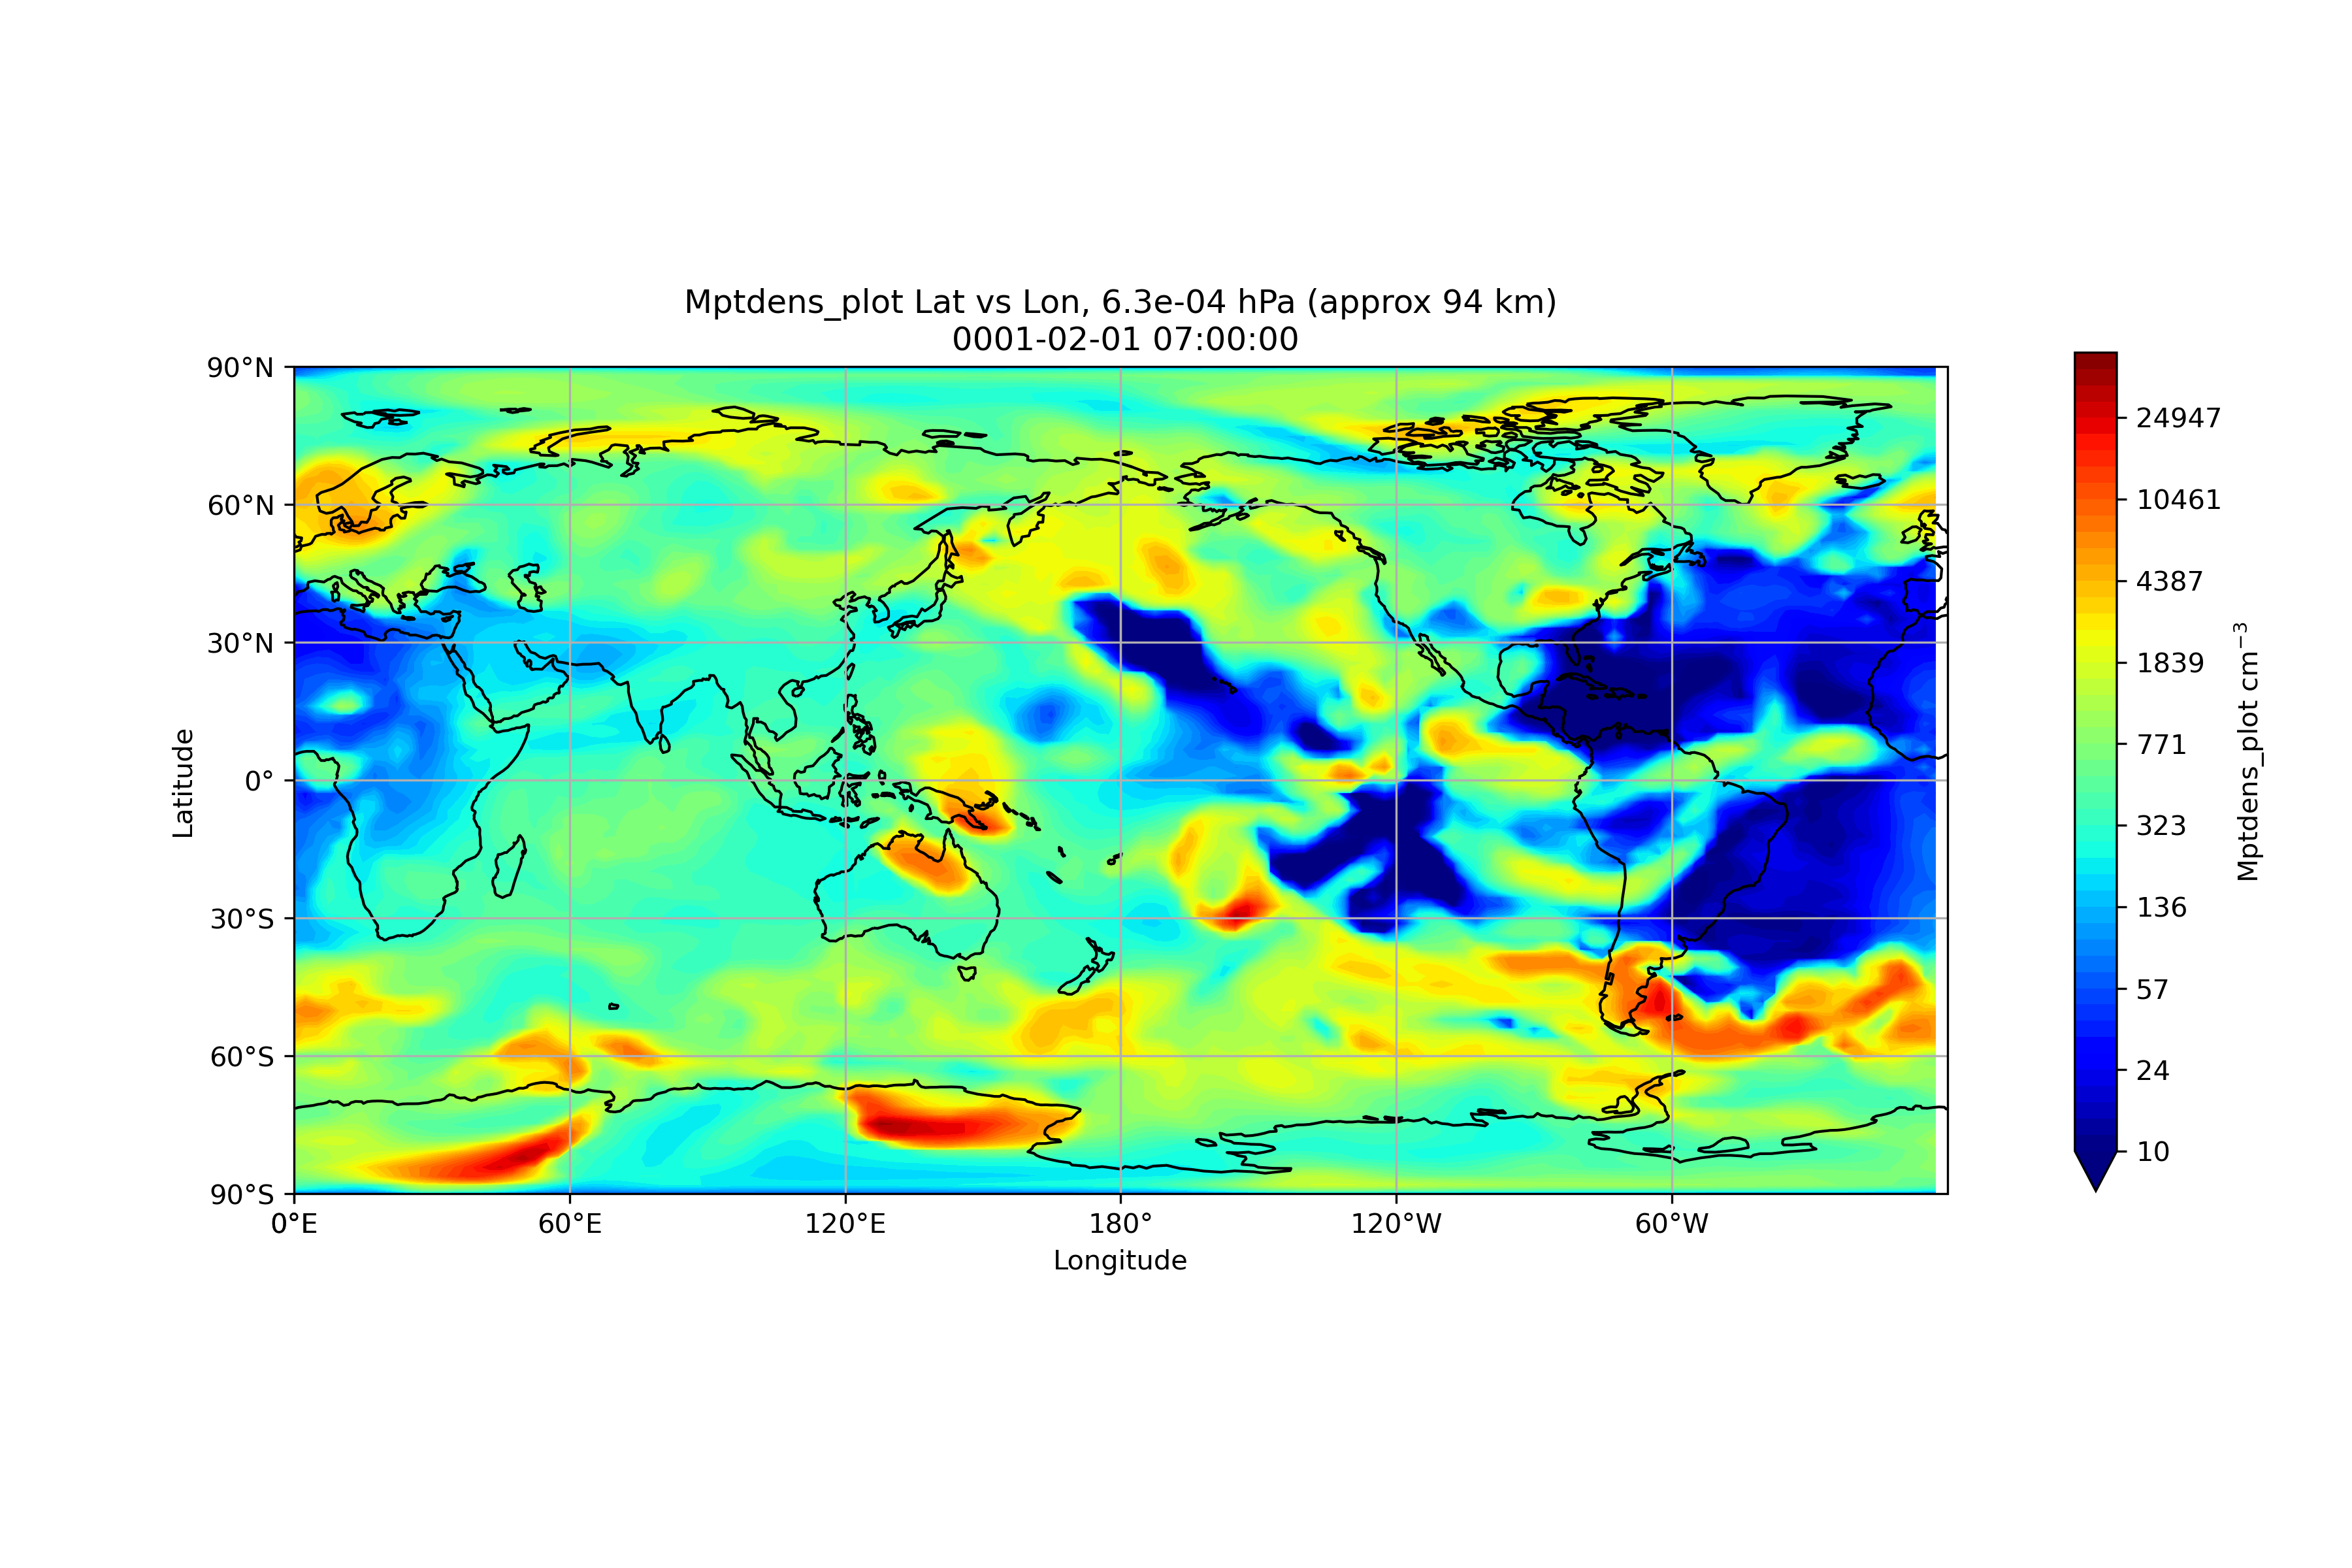 Mptdens_plot Lat vs Lon, 6.3e-04 hPa (approx 94 km)
0001-02-01 07:00:00
90°N
60°N
30°N
0°
30°S
60°S
90°S
Latitude
0°E
60°E
120°E
180°
120°W
60°W
Longitude
24947
10461
4387
1839
771
323
136
57
24
10
Mptdens_plot cm⁻³